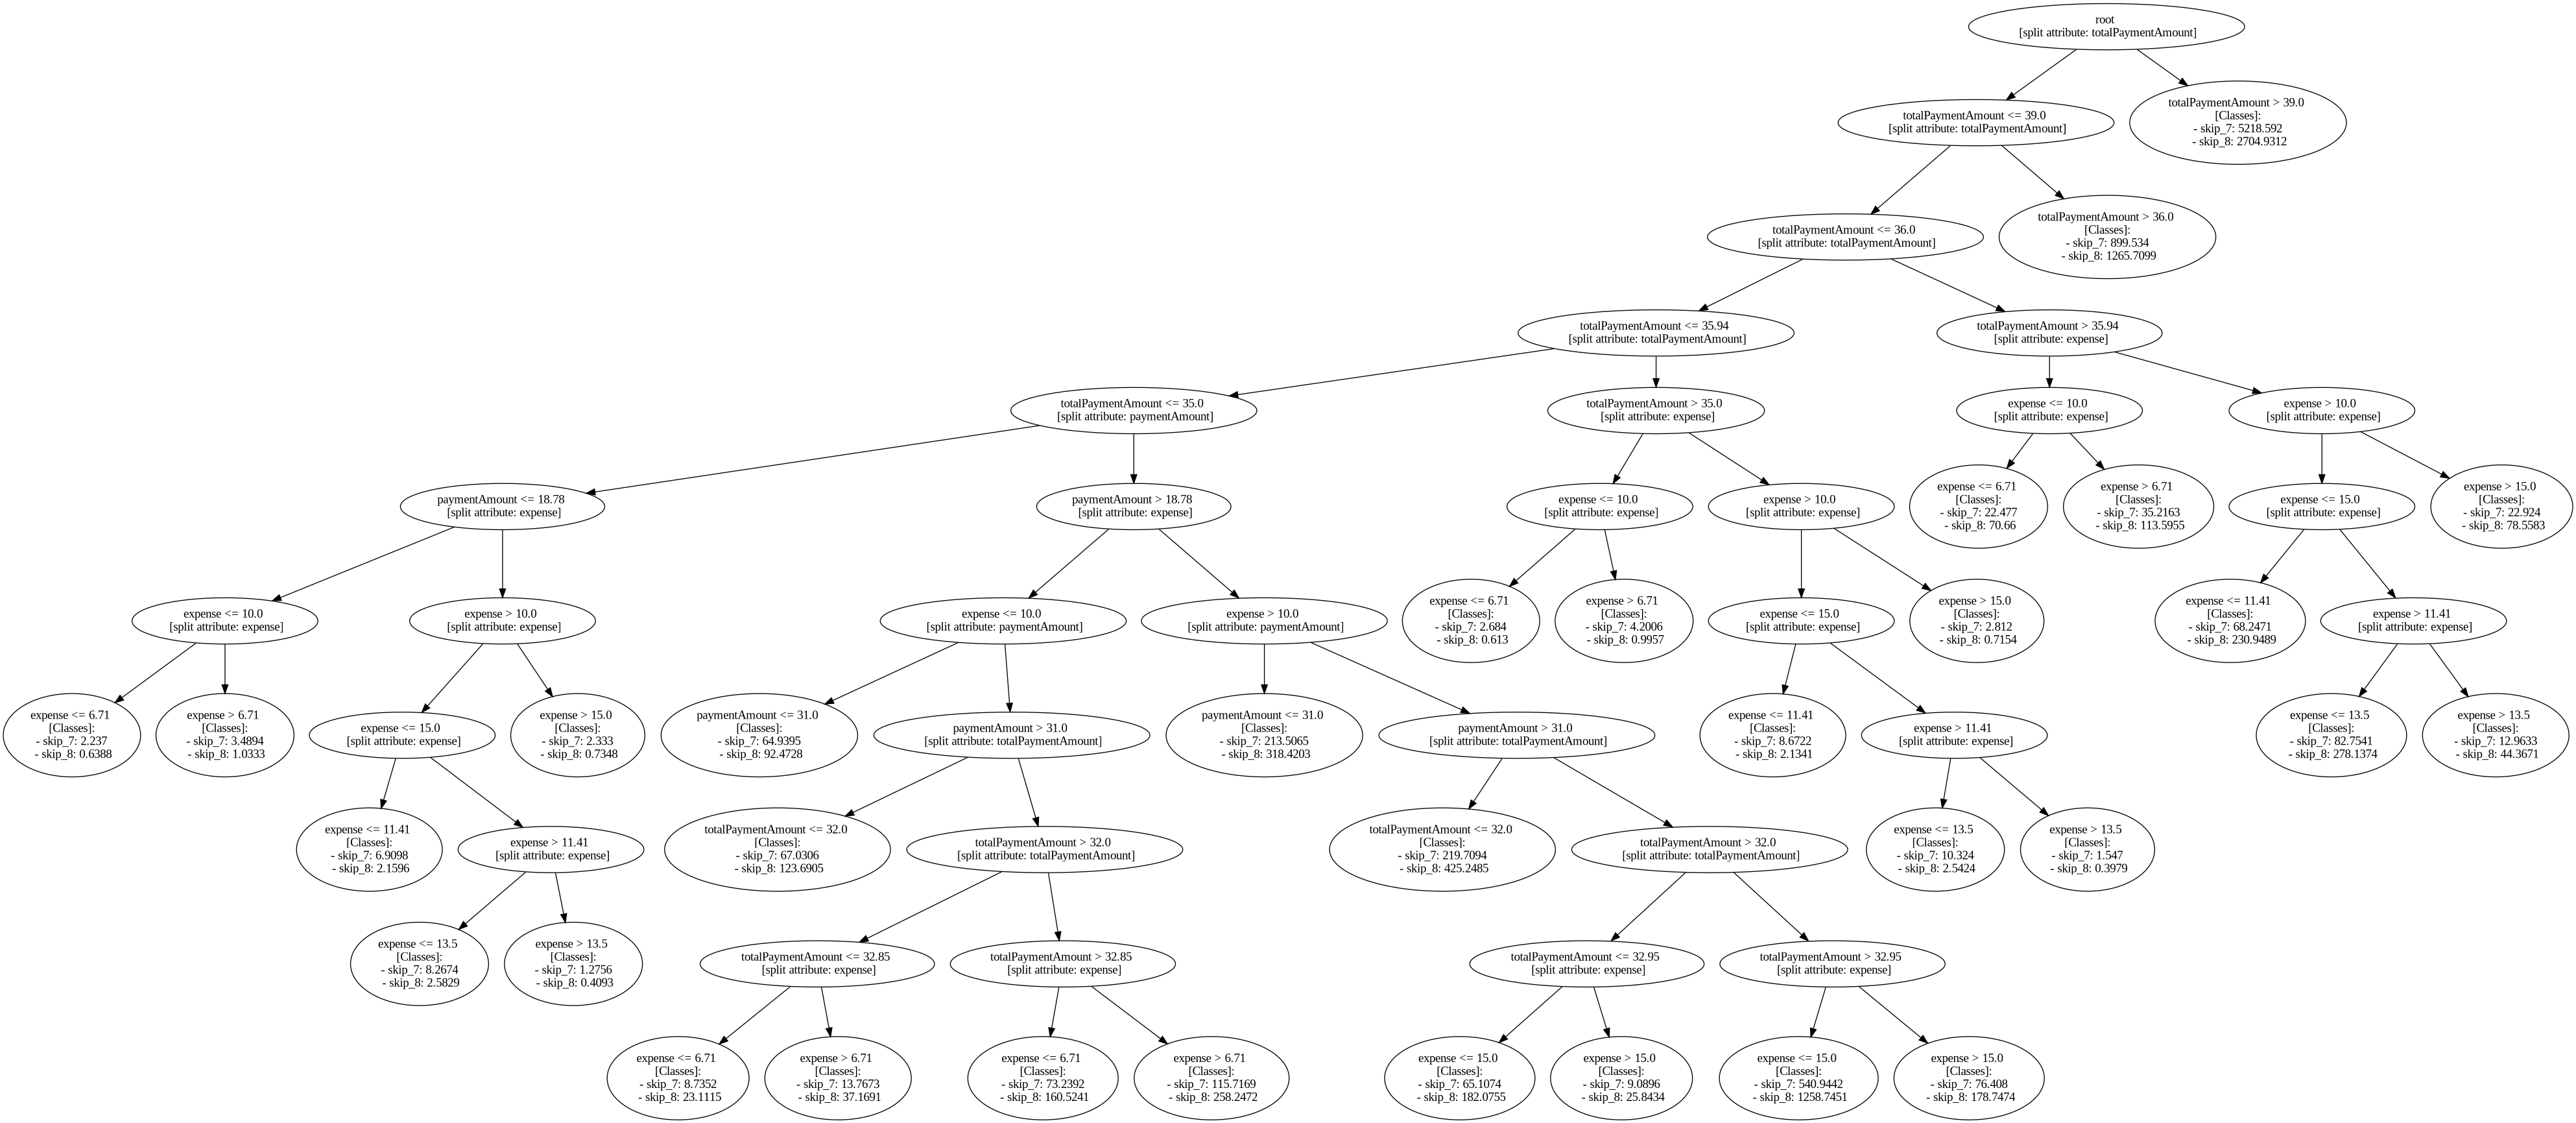 root
[split attribute: totalPaymentAmount]
totalPaymentAmount <= 39.0
[split attribute: totalPaymentAmount]
totalPaymentAmount > 39.0
[Classes]:
- skip_7: 5218.592
- skip_8: 2704.9312
totalPaymentAmount <= 36.0
[split attribute: totalPaymentAmount]
totalPaymentAmount > 36.0
[Classes]:
- skip_7: 899.534
- skip_8: 1265.7099
totalPaymentAmount <= 35.94
[split attribute: totalPaymentAmount]
totalPaymentAmount > 35.94
[split attribute: expense]
totalPaymentAmount <= 35.0
[split attribute: paymentAmount]
totalPaymentAmount > 35.0
[split attribute: expense]
expense <= 10.0
[split attribute: expense]
expense > 10.0
[split attribute: expense]
paymentAmount <= 18.78
[split attribute: expense]
paymentAmount > 18.78
[split attribute: expense]
expense <= 10.0
[split attribute: expense]
expense > 10.0
[split attribute: expense]
expense <= 6.71
[Classes]:
- skip_7: 22.477
- skip_8: 70.66
expense > 6.71
[Classes]:
- skip_7: 35.2163
- skip_8: 113.5955
expense <= 15.0
[split attribute: expense]
expense > 15.0
[Classes]:
- skip_7: 22.924
- skip_8: 78.5583
expense <= 10.0
[split attribute: expense]
expense > 10.0
[split attribute: expense]
expense <= 10.0
[split attribute: paymentAmount]
expense > 10.0
[split attribute: paymentAmount]
expense <= 6.71
[Classes]:
- skip_7: 2.684
- skip_8: 0.613
expense > 6.71
[Classes]:
- skip_7: 4.2006
- skip_8: 0.9957
expense <= 15.0
[split attribute: expense]
expense > 15.0
[Classes]:
- skip_7: 2.812
- skip_8: 0.7154
expense <= 11.41
[Classes]:
- skip_7: 68.2471
- skip_8: 230.9489
expense > 11.41
[split attribute: expense]
expense <= 6.71
[Classes]:
- skip_7: 2.237
- skip_8: 0.6388
expense > 6.71
[Classes]:
- skip_7: 3.4894
- skip_8: 1.0333
expense <= 15.0
[split attribute: expense]
expense > 15.0
[Classes]:
- skip_7: 2.333
- skip_8: 0.7348
paymentAmount <= 31.0
[Classes]:
- skip_7: 64.9395
- skip_8: 92.4728
paymentAmount > 31.0
[split attribute: totalPaymentAmount]
paymentAmount <= 31.0
[Classes]:
- skip_7: 213.5065
- skip_8: 318.4203
paymentAmount > 31.0
[split attribute: totalPaymentAmount]
expense <= 11.41
[Classes]:
- skip_7: 8.6722
- skip_8: 2.1341
expense > 11.41
[split attribute: expense]
expense <= 13.5
[Classes]:
- skip_7: 82.7541
- skip_8: 278.1374
expense > 13.5
[Classes]:
- skip_7: 12.9633
- skip_8: 44.3671
expense <= 11.41
[Classes]:
- skip_7: 6.9098
- skip_8: 2.1596
expense > 11.41
[split attribute: expense]
totalPaymentAmount <= 32.0
[Classes]:
- skip_7: 67.0306
- skip_8: 123.6905
totalPaymentAmount > 32.0
[split attribute: totalPaymentAmount]
totalPaymentAmount <= 32.0
[Classes]:
- skip_7: 219.7094
- skip_8: 425.2485
totalPaymentAmount > 32.0
[split attribute: totalPaymentAmount]
expense <= 13.5
[Classes]:
- skip_7: 10.324
- skip_8: 2.5424
expense > 13.5
[Classes]:
- skip_7: 1.547
- skip_8: 0.3979
expense <= 13.5
[Classes]:
- skip_7: 8.2674
- skip_8: 2.5829
expense > 13.5
[Classes]:
- skip_7: 1.2756
- skip_8: 0.4093
totalPaymentAmount <= 32.85
[split attribute: expense]
totalPaymentAmount > 32.85
[split attribute: expense]
totalPaymentAmount <= 32.95
[split attribute: expense]
totalPaymentAmount > 32.95
[split attribute: expense]
expense <= 6.71
[Classes]:
- skip_7: 8.7352
- skip_8: 23.1115
expense > 6.71
[Classes]:
- skip_7: 13.7673
- skip_8: 37.1691
expense <= 6.71
[Classes]:
- skip_7: 73.2392
- skip_8: 160.5241
expense > 6.71
[Classes]:
- skip_7: 115.7169
- skip_8: 258.2472
expense <= 15.0
[Classes]:
- skip_7: 65.1074
- skip_8: 182.0755
expense > 15.0
[Classes]:
- skip_7: 9.0896
- skip_8: 25.8434
expense <= 15.0
[Classes]:
- skip_7: 540.9442
- skip_8: 1258.7451
expense > 15.0
[Classes]:
- skip_7: 76.408
- skip_8: 178.7474